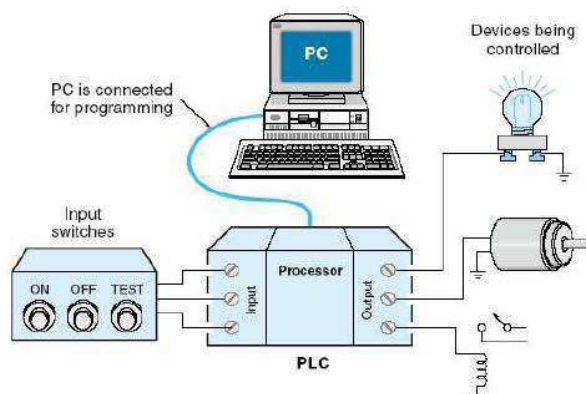 Devices being
controlled
PC
PC is connected
for programming
Input
switches
ON OFF TEST
Input
Processor
Output
PLC